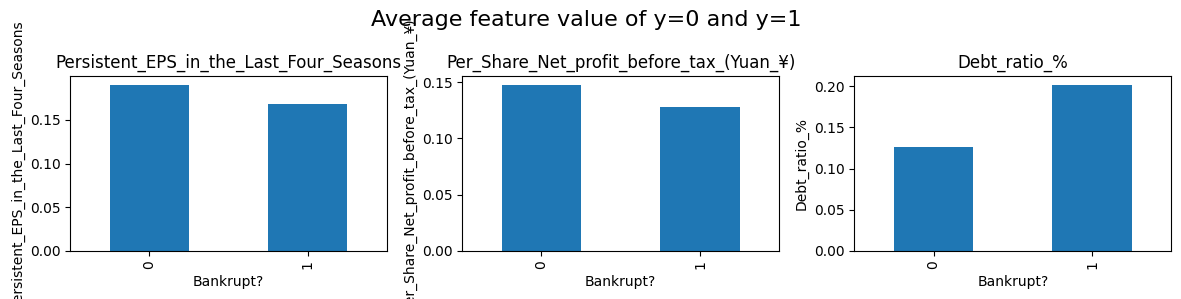 Average feature value of y=0 and y=1
Persistent_EPS_in_the_Last_Four_Seasons
ersistent_EPS_in_the_Last_Four_Seasons
0.15
0.10
0.05
0.00
0
1
Bankrupt?
Per_Share_Net_profit_before_tax_(Yuan_¥)
er_Share_Net_profit_before_tax_(Yuan_¥)
0.15
0.10
0.05
0.00
0
1
Bankrupt?
Debt_ratio_%
Debt_ratio_%
0.20
0.15
0.10
0.05
0.00
0
1
Bankrupt?